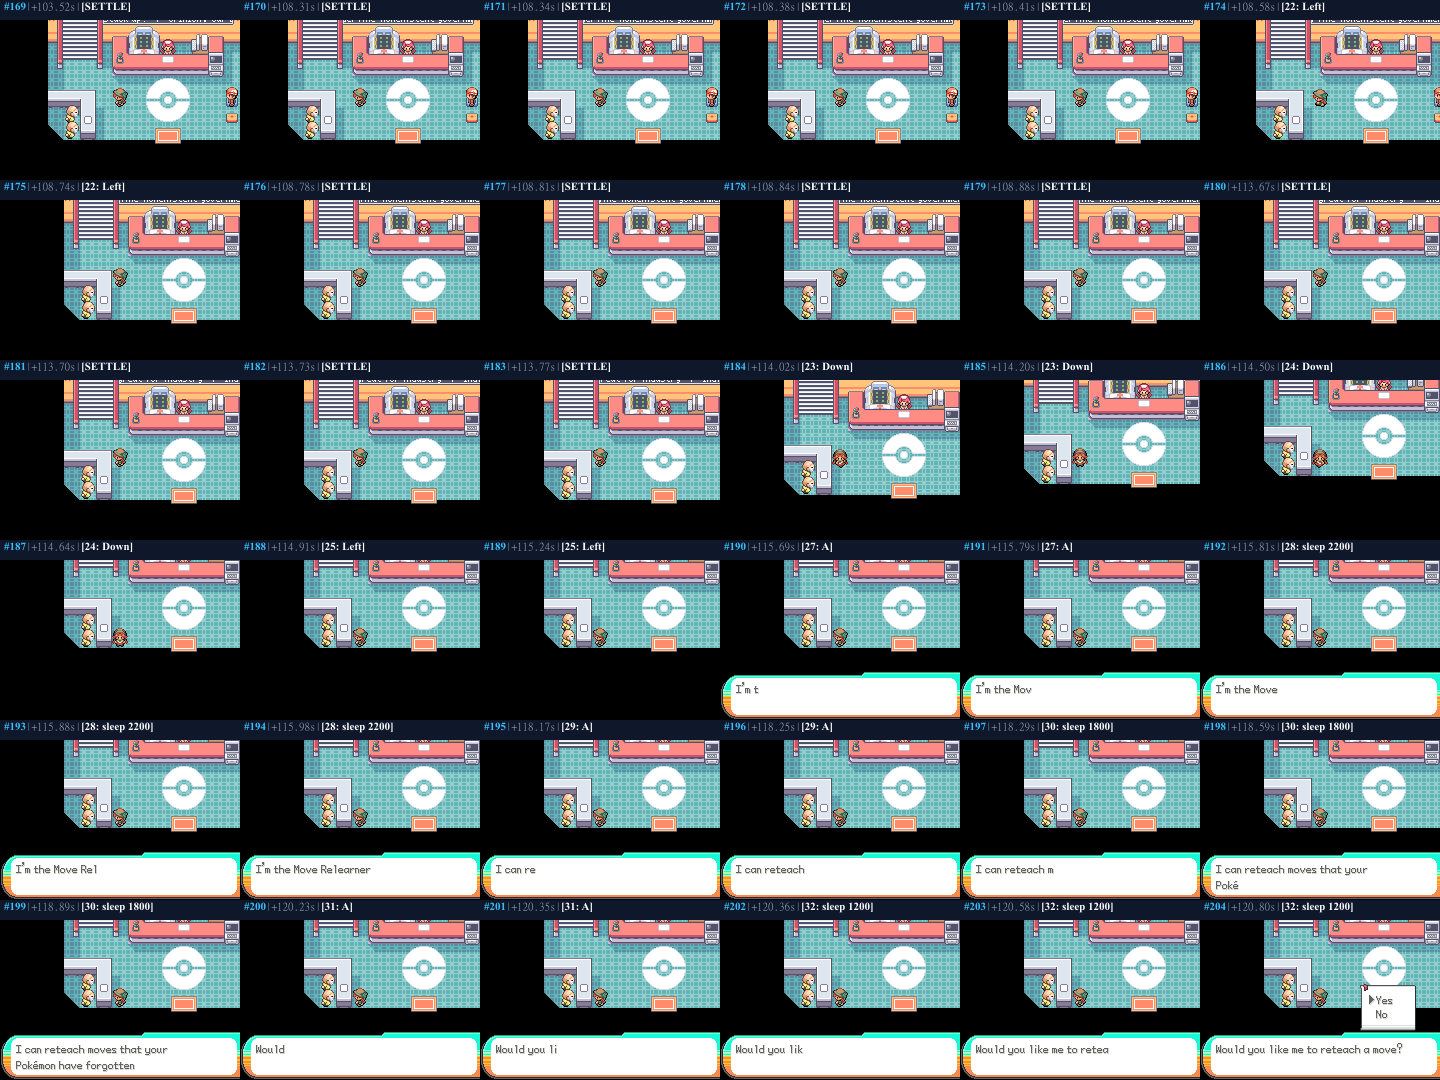 #169|+103.52s|[SETTLE]
#170|+108.31s|[SETTLE]
#171|+108.34s|[SETTLE]
#172|+108.38s|[SETTLE]
#173|+108.41s|[SETTLE]
#174|+108.58s|[22: Left]
#175|+108.74s|[22: Left]
#176|+108.78s|[SETTLE]
#177|+108.81s|[SETTLE]
#178|+108.84s|[SETTLE]
#179|+108.88s|[SETTLE]
#180|+113.67s|[SETTLE]
#181|+113.70s|[SETTLE]
#182|+113.73s|[SETTLE]
#183|+113.77s|[SETTLE]
#184|+114.02s|[23: Down]
#185|+114.20s|[23: Down]
#186|+114.50s|[24: Down]
#187|+114.64s|[24: Down]
#188|+114.91s|[25: Left]
#189|+115.24s|[25: Left]
#190|+115.69s|[27: A]
#191|+115.79s|[27: A]
#192|+115.81s|[28: sleep 2200]
I'm t
I'm the Mov
I'm the Move
#193|+115.88s|[28: sleep 2200]
#194|+115.98s|[28: sleep 2200]
#195|+118.17s|[29: A]
#196|+118.25s|[29: A]
#197|+118.29s|[30: sleep 1800]
#198|+118.59s|[30: sleep 1800]
I'm the Move Rel
I'm the Move Relearner
I can re
I can reteach
I can reteach m
I can reteach moves that your
Poké
#199|+118.89s|[30: sleep 1800]
#200|+120.23s|[31: A]
#201|+120.35s|[31: A]
#202|+120.36s|[32: sleep 1200]
#203|+120.58s|[32: sleep 1200]
#204|+120.80s|[32: sleep 1200]
Yes
No
I can reteach moves that your
Pokémon have forgotten
Would
Would you li
Would you lik
Would you like me to retea
Would you like me to reteach a move?